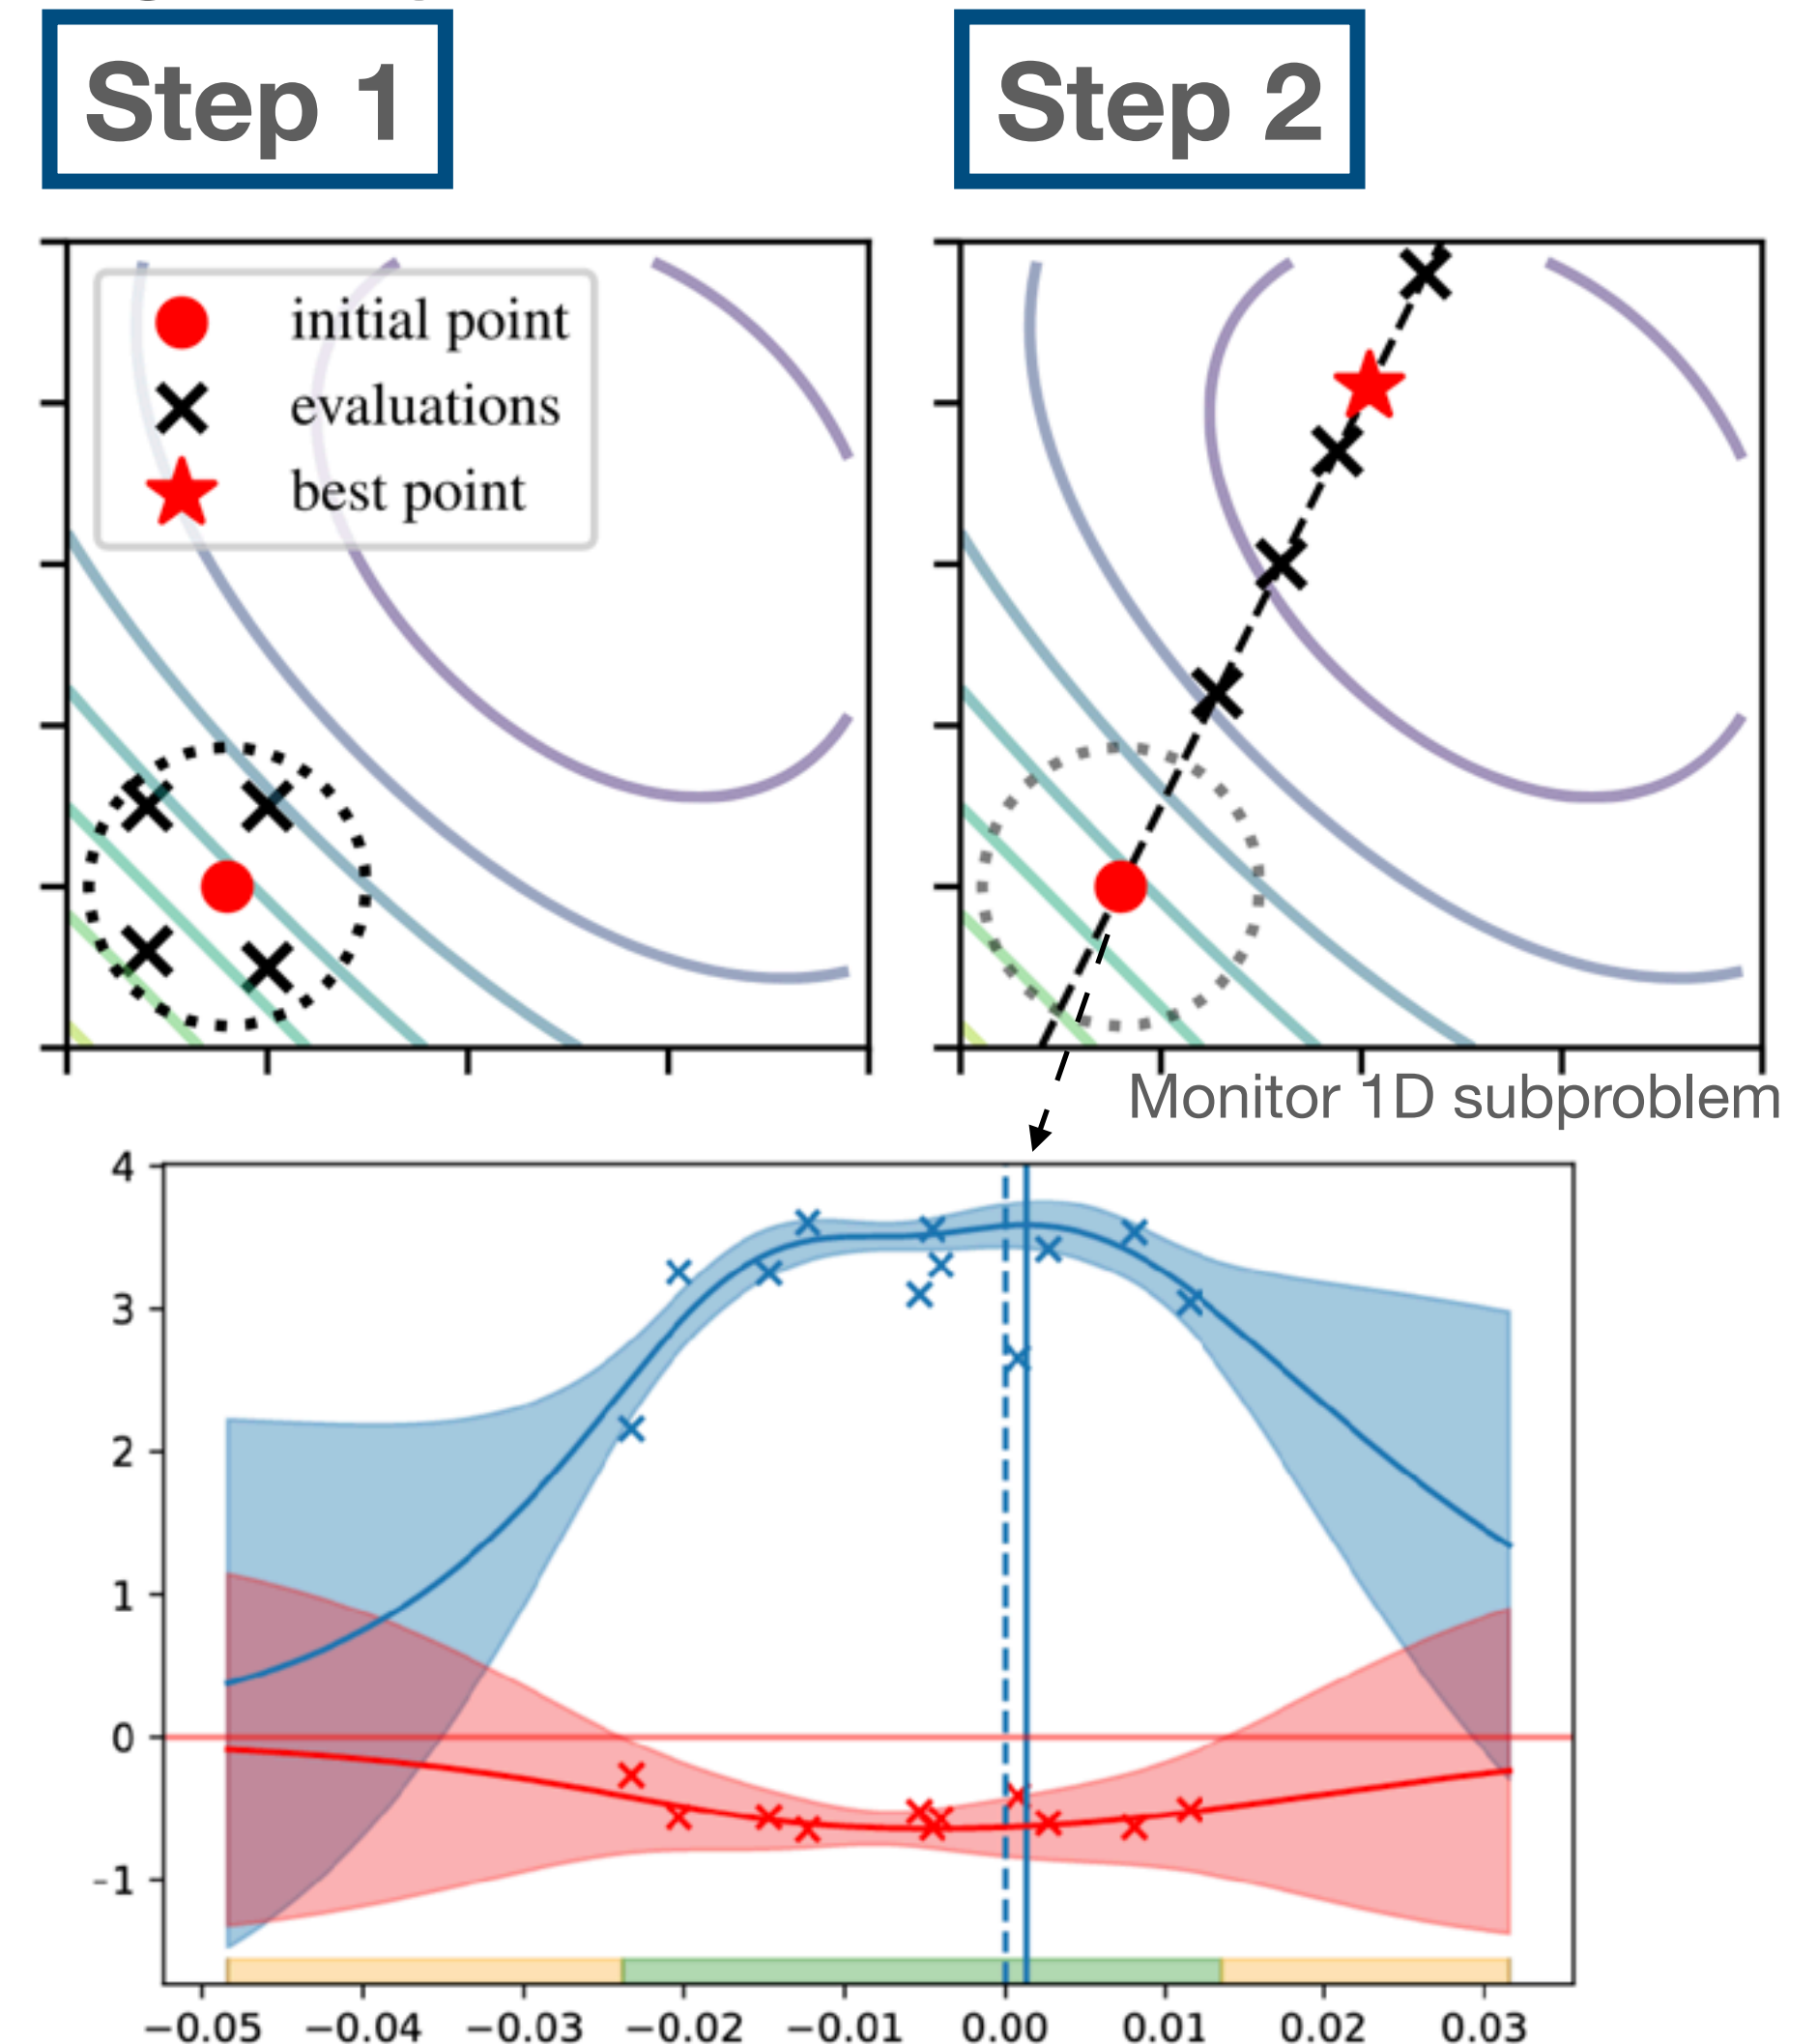 Step 1
Step 2
initial point
evaluations
best point
Monitor 1D subproblem
4
3
2
1
0
-1
−0.05 −0.04 −0.03 −0.02 −0.01 0.00 0.01 0.02 0.03